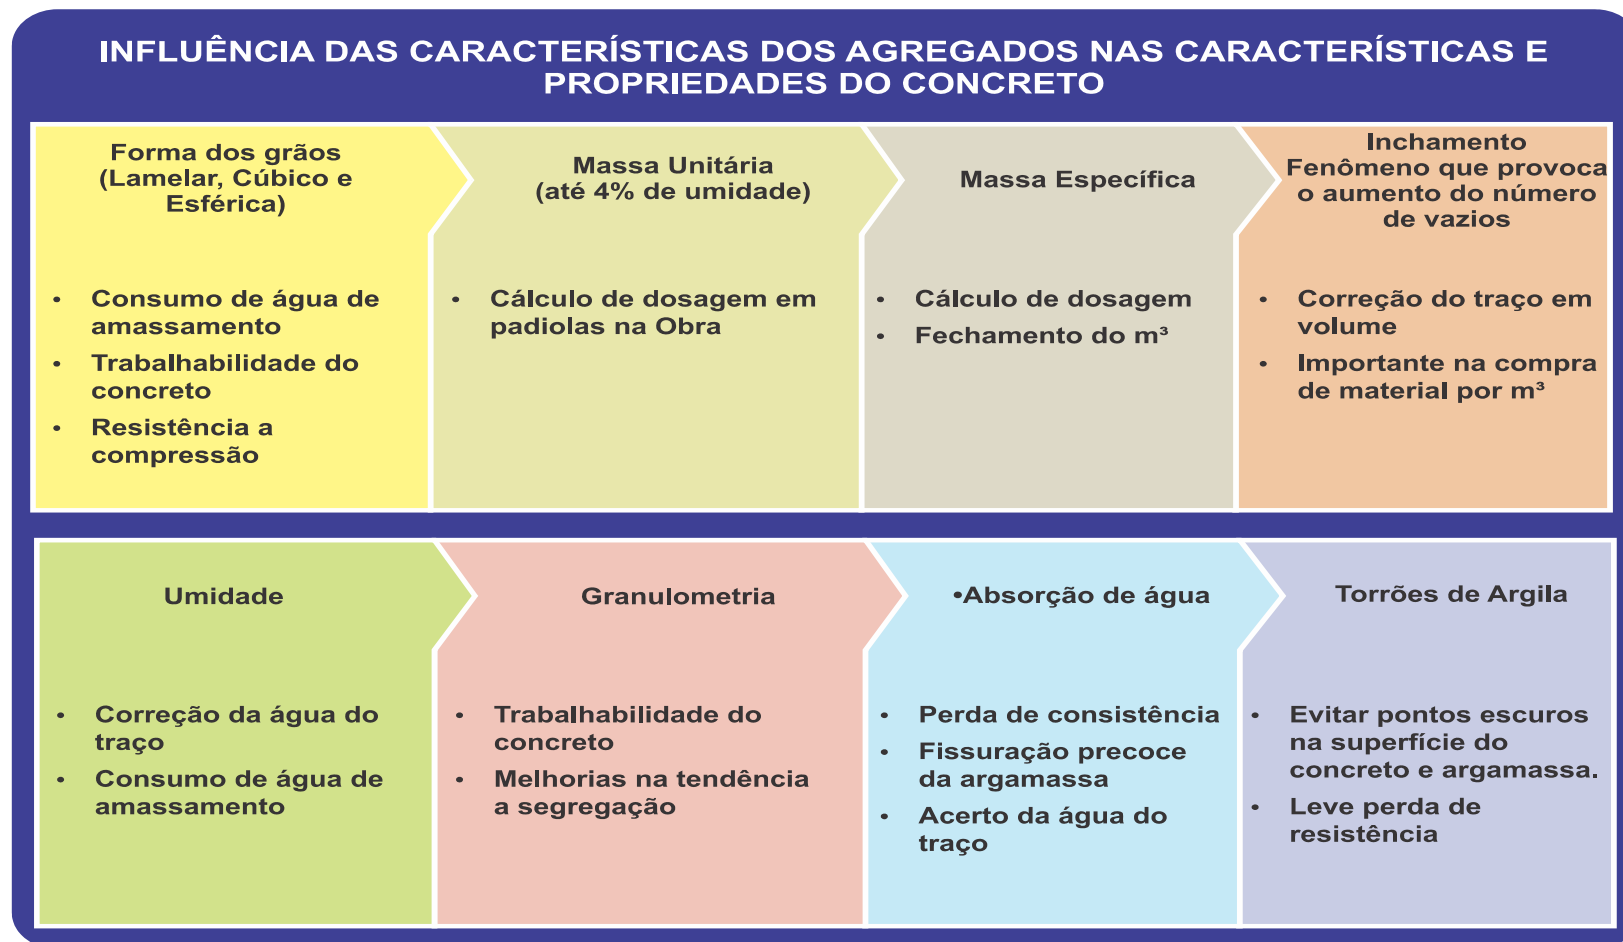 INFLUÊNCIA DAS CARACTERÍSTICAS DOS AGREGADOS NAS CARACTERÍSTICAS E
PROPRIEDADES DO CONCRETO
Forma dos grãos
(Lamelar, Cúbico e
Esférica)
• Consumo de água de
amassamento
• Trabalhabilidade do
concreto
• Resistência a
compressão
Massa Unitária
(até 4% de umidade)
• Cálculo de dosagem em
padiolas na Obra
Massa Específica
• Cálculo de dosagem
• Fechamento do m³
Inchamento
Fenômeno que provoca
o aumento do número
de vazios
• Correção do traço em
volume
• Importante na compra
de material por m³
Umidade
• Correção da água do
traço
• Consumo de água de
amassamento
Granulometria
• Trabalhabilidade do
concreto
• Melhorias na tendência
a segregação
•Absorção de água
• Perda de consistência
• Fissuração precoce
da argamassa
• Acerto da água do
traço
Torrões de Argila
• Evitar pontos escuros
na superfície do
concreto e argamassa.
• Leve perda de
resistência